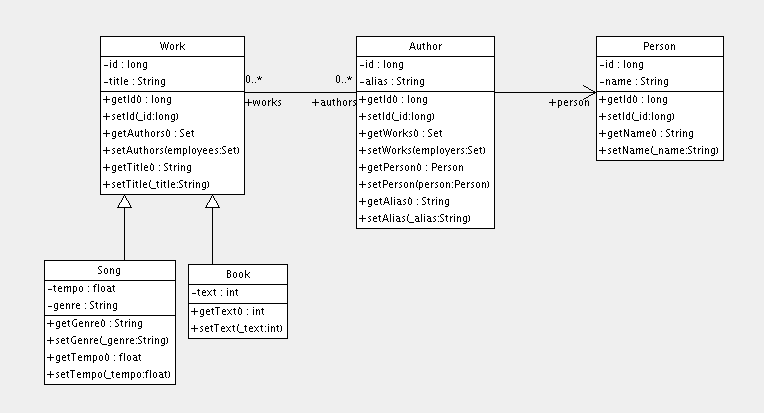 Work
-id : long
-title : String
+getId() : long
+setId(_id:long)
+getAuthors() : Set
+setAuthors(employees:Set)
+getTitle() : String
+setTitle(_title:String)
0..*
+works
0..*
+authors
Author
-id : long
-alias : String
+getId() : long
+setId(_id:long)
+getWorks() : Set
+setWorks(employers:Set)
+getPerson() : Person
+setPerson(person:Person)
+getAlias() : String
+setAlias(_alias:String)
+person
Person
-id : long
-name : String
+getId() : long
+setId(_id:long)
+getName() : String
+setName(_name:String)
Song
-tempo : float
-genre : String
+getGenre() : String
+setGenre(_genre:String)
+getTempo() : float
+setTempo(_tempo:float)
Book
-text : int
+getText() : int
+setText(_text:int)